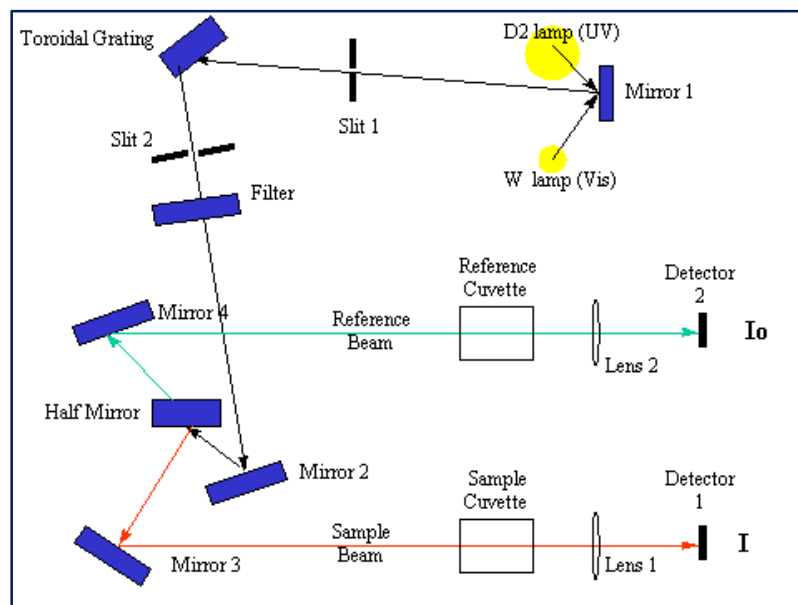 Toroidal Grating
D2 lamp (UV)
Mirror 1
Slit 1
Slit 2
W lamp (Vis)
Filter
Reference
Cuvette
Detector
2
Mirror 4
Reference
Beam
Io
Lens 2
Half Mirror
Mirror 2
Sample
Cuvette
Detector
1
Sample
Beam
I
Mirror 3
Lens 1